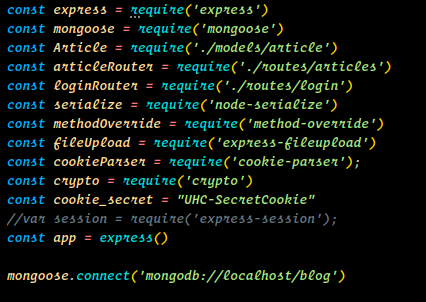 const express = require('express')
const mongoose = require('mongoose')
const Article = require('./models/article')
const articleRouter = require('./routes/articles')
const loginRouter = require('./routes/login')
const serialize = require('node-serialize')
const methodOverride = require('method-override')
const fileUpload = require('express-fileupload')
const cookieParser = require('cookie-parser');
const crypto = require('crypto')
const cookie_secret = "UHC-SecretCookie"
//var session = require('express-session');
const app = express()
mongoose.connect('mongodb://localhost/blog')